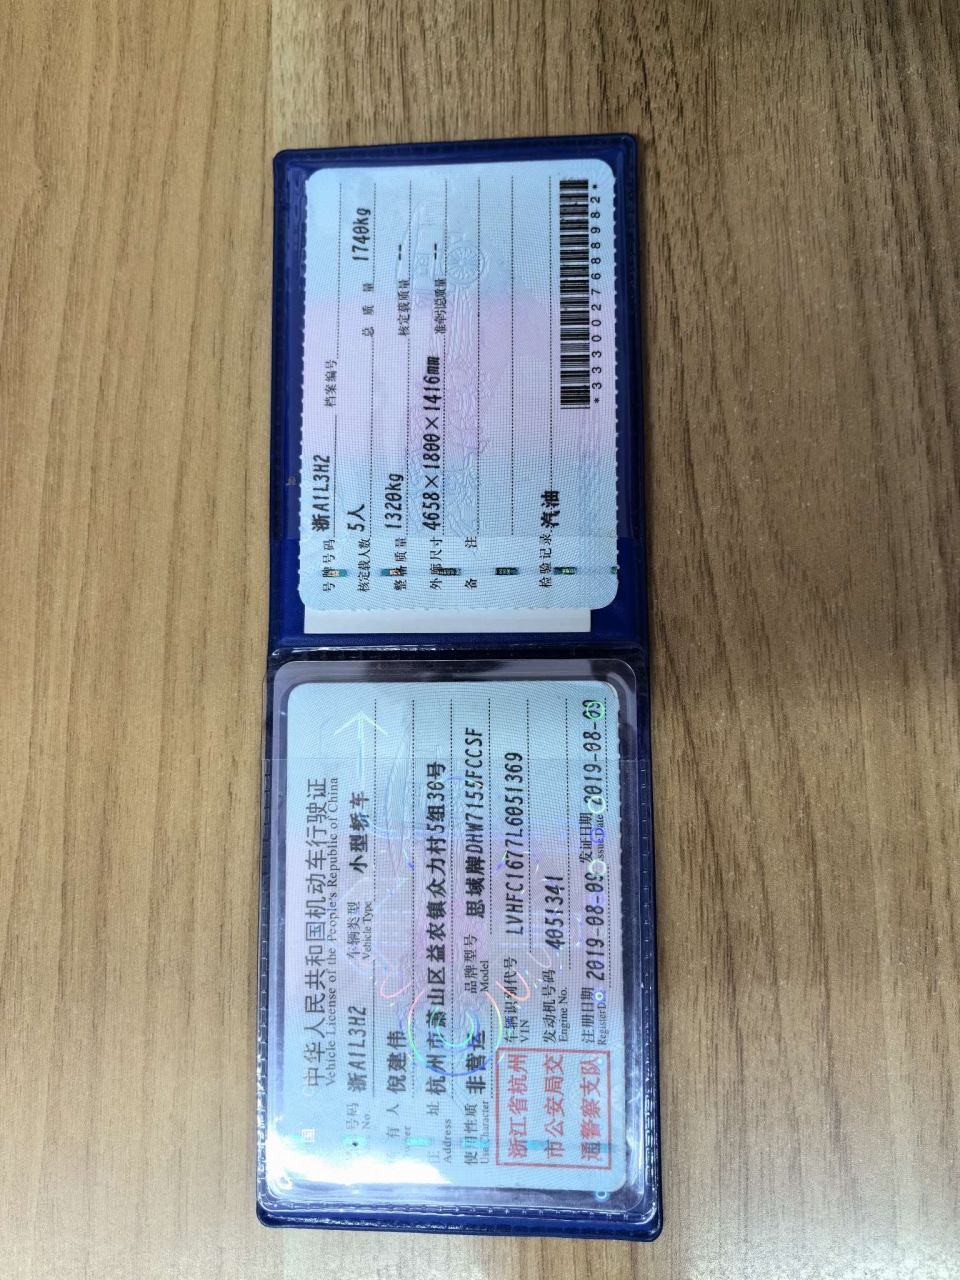 中华人民共和国机动车行驶证
Vehicle License of the People's Republic of China
号码 浙A1L3H2 车辆类型 小型轿车
No. Vehicle Type
有人 倪建伟
址 杭州市萧山区益农镇众力村5组30号
Address
使用性质 非营运 品牌型号 思域牌DHW7155FCCSF
Use Character Model
浙江省杭州
市公安局交
通警察支队
车辆识别代号 LVHFC1677L6051369
VIN
发动机号码 4051341
Engine No.
注册日期 2019-08-09 发证日期 2019-08-09
Register Date Issue Date
号牌号码 浙A1L3H2 档案编号
核定载人数 5人 总质量 1740kg
整备质量 1320kg 核定载质量 --
外廓尺寸 4658×1800×1416mm 准牵引总质量 --
备注
检验记录 汽油
*3330027688982*